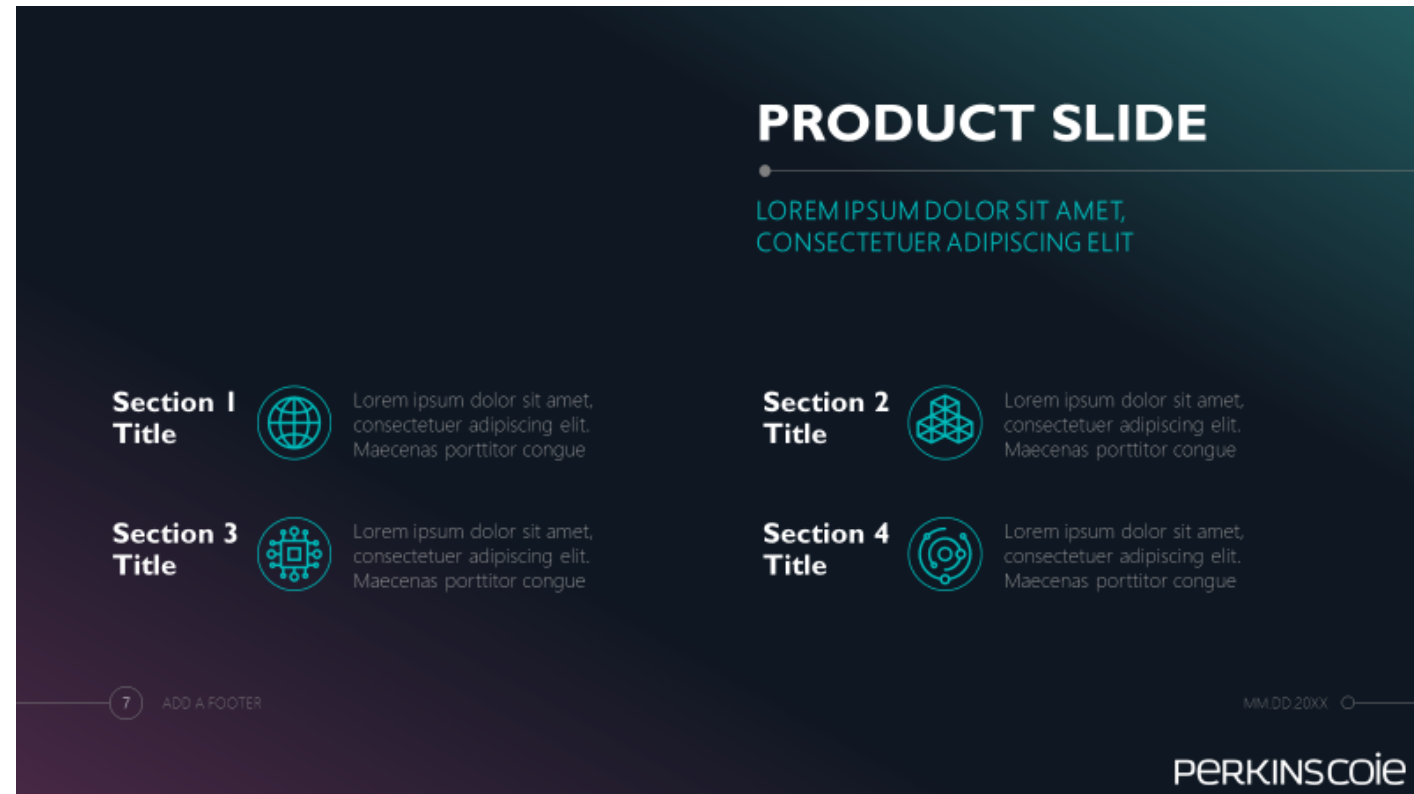 PRODUCT SLIDE
LOREM IPSUM DOLOR SIT AMET,
CONSECTETUER ADIPISCING ELIT
Section 1
Title
Lorem ipsum dolor sit amet,
consectetuer adipiscing elit.
Maecenas porttitor congue
Section 2
Title
Lorem ipsum dolor sit amet,
consectetuer adipiscing elit.
Maecenas porttitor congue
Section 3
Title
Lorem ipsum dolor sit amet,
consectetuer adipiscing elit.
Maecenas porttitor congue
Section 4
Title
Lorem ipsum dolor sit amet,
consectetuer adipiscing elit.
Maecenas porttitor congue
7 ADD A FOOTER
MM.DD.20XX
PERKINSCOIE